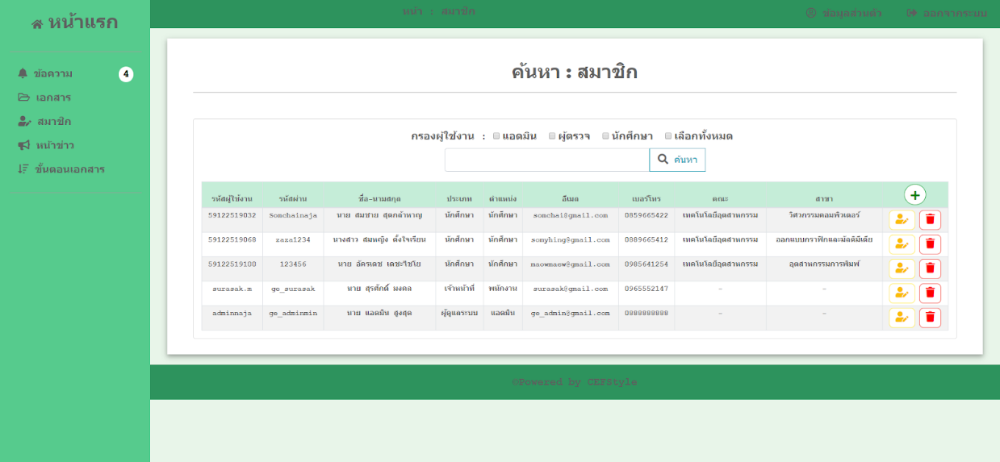 หน้าแรก
ข้อความ 4
เอกสาร
สมาชิก
หน้าข่าว
ขั้นตอนเอกสาร
หน้า : สมาชิก
ข้อมูลส่วนตัว ออกจากระบบ
ค้นหา : สมาชิก
กรองผู้ใช้งาน : แอดมิน ผู้ตรวจ นักศึกษา เลือกทั้งหมด
ค้นหา
รหัสผู้ใช้งาน รหัสผ่าน ชื่อ-นามสกุล ประเภท ตำแหน่ง อีเมล เบอร์โทร คณะ สาขา
59122519032 Somchainaja นาย สมชาย สุดกล้าหาญ นักศึกษา นักศึกษา somchai@gmail.com 0859665422 เทคโนโลยีอุตสาหกรรม วิศวกรรมคอมพิวเตอร์
59122519068 zaza1234 นางสาว สมหญิง ตั้งใจเรียน นักศึกษา นักศึกษา somyhing@gmail.com 0889665412 เทคโนโลยีอุตสาหกรรม ออกแบบกราฟิกและมัลติมีเดีย
59122519100 123456 นาย อัครเดช เดชะวิชโย นักศึกษา นักศึกษา maowmaew@gmail.com 0985641254 เทคโนโลยีอุตสาหกรรม อุตสาหกรรมการพิมพ์
surasak.m ge_surasak นาย สุรศักดิ์ มงคล เจ้าหน้าที่ พนักงาน surasak@gmail.com 0965552147 - -
adminnaja ge_adminmin นาย แอดมิน สูงสุด ผู้ดูแลระบบ แอดมิน ge_admin@gmail.com 0888888888 - -
©Powered by CEFStyle